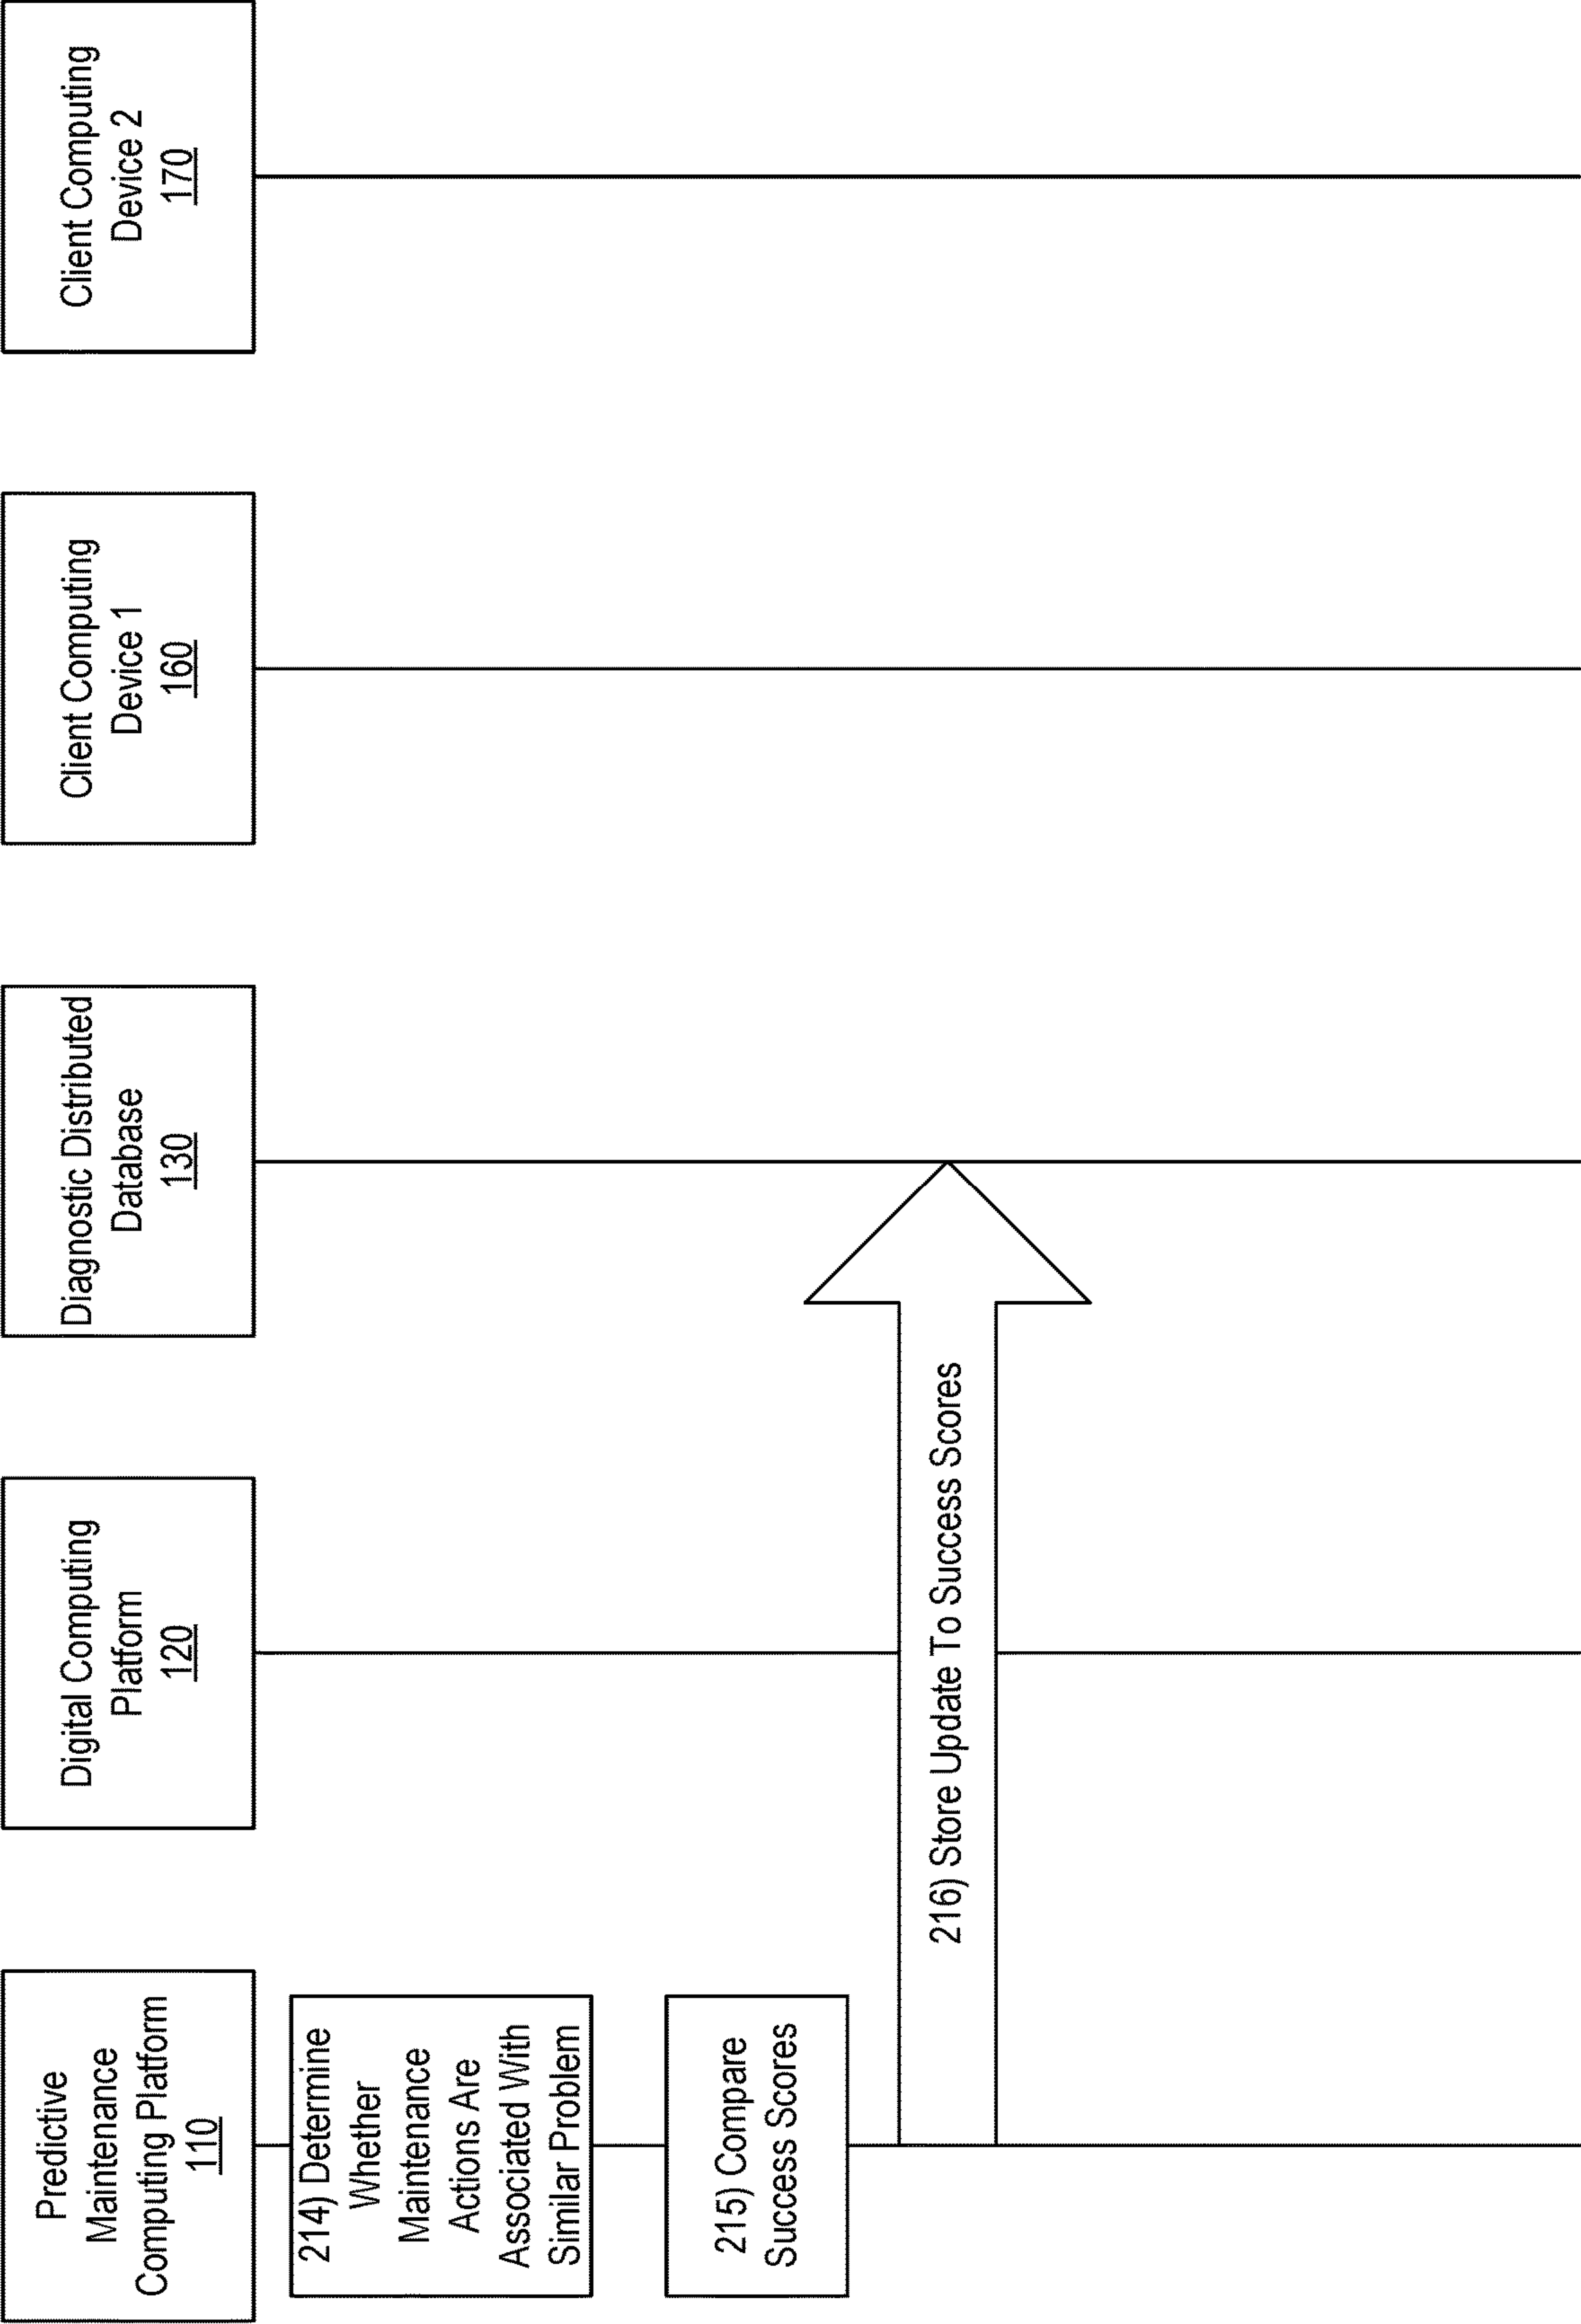 Predictive
Maintenance
Computing Platform
110
Digital Computing
Platform
120
Diagnostic Distributed
Database
130
Client Computing
Device 1
160
Client Computing
Device 2
170
214) Determine
Whether
Maintenance
Actions Are
Associated With
Similar Problem
215) Compare
Success Scores
216) Store Update To Success Scores